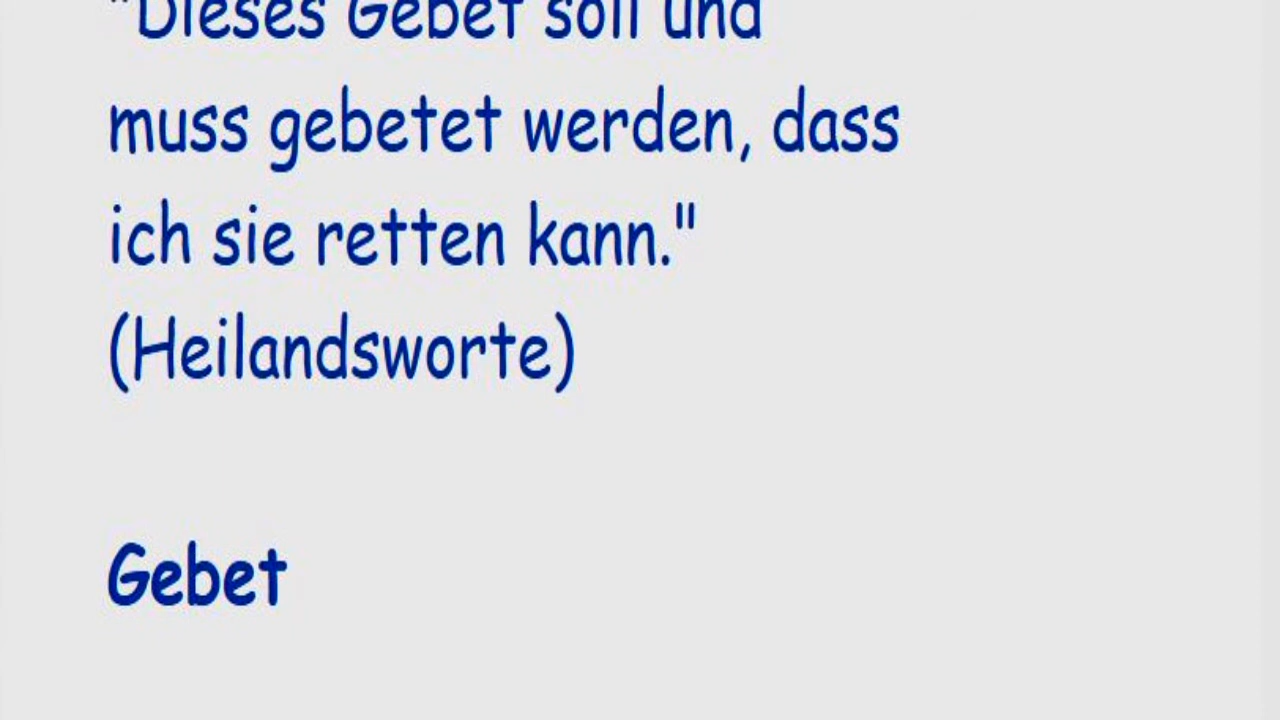 "Dieses Gebet soll und
muss gebetet werden, dass
ich sie retten kann."
(Heilandsworte)
Gebet